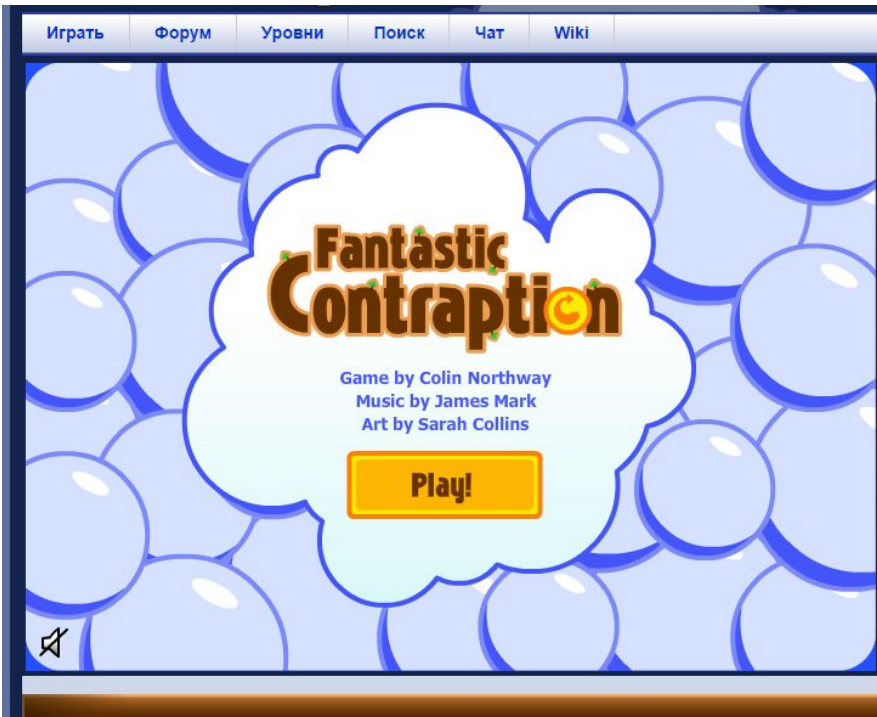 Играть Форум Уровни Поиск Чат Wiki
Fantastic
Contraption
Game by Colin Northway
Music by James Mark
Art by Sarah Collins
Play!